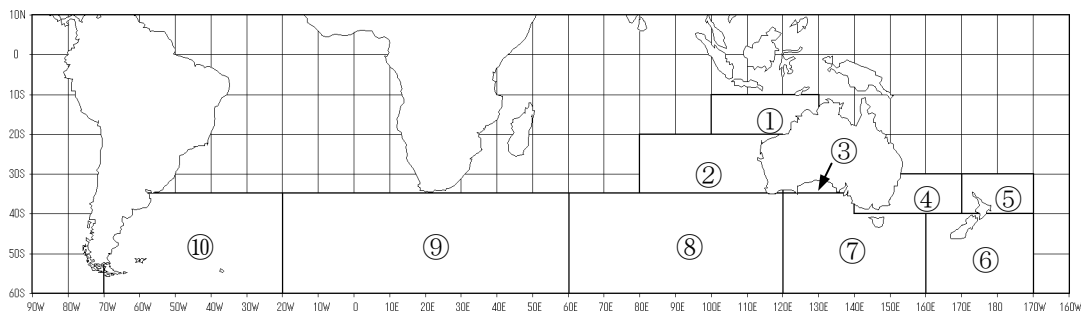 10N
0
10S
①
20S
③
②
30S
④ ⑤
40S
⑩ ⑨ ⑧ ⑦
⑥
50S
60S
90W 80W 70W 60W 50W 40W 30W 20W 10W 0 10E 20E 30E 40E 50E 60E 70E 80E 90E 100E 110E 120E 130E 140E 150E 160E 170E 180 170W 160W